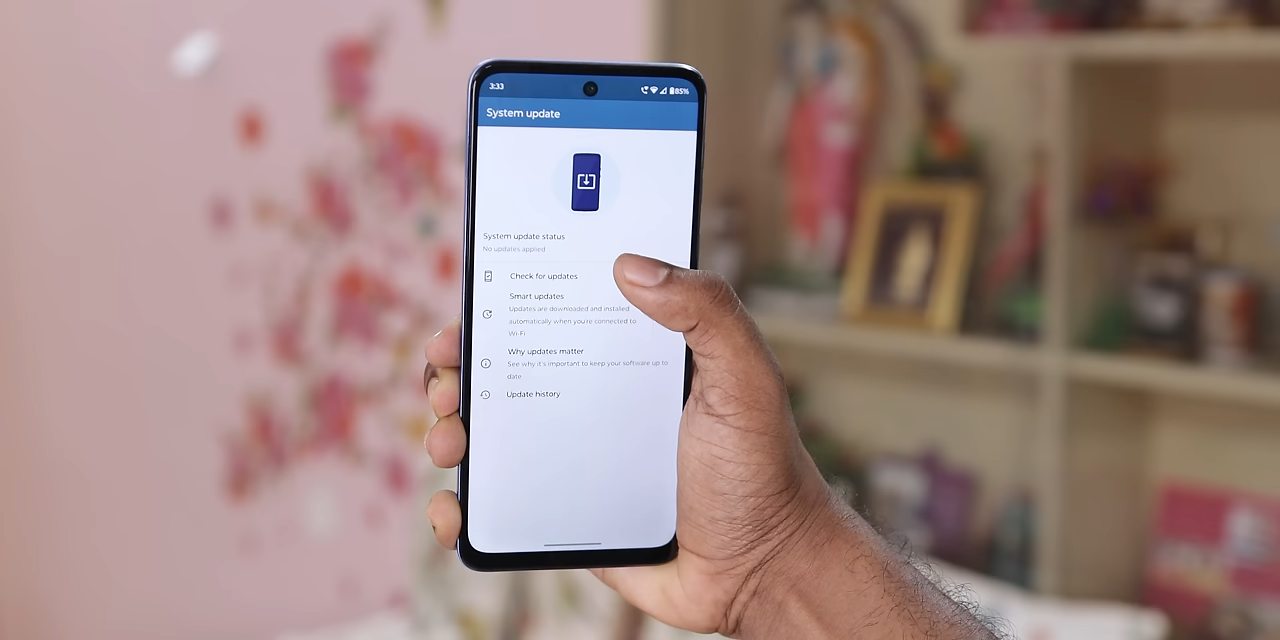 3:33
85%
System update
System update status
No updates applied
Check for updates
Smart updates
Updates are downloaded and installed
automatically when you're connected to
Wi-Fi
Why updates matter
See why it's important to keep your software up to
date
Update history